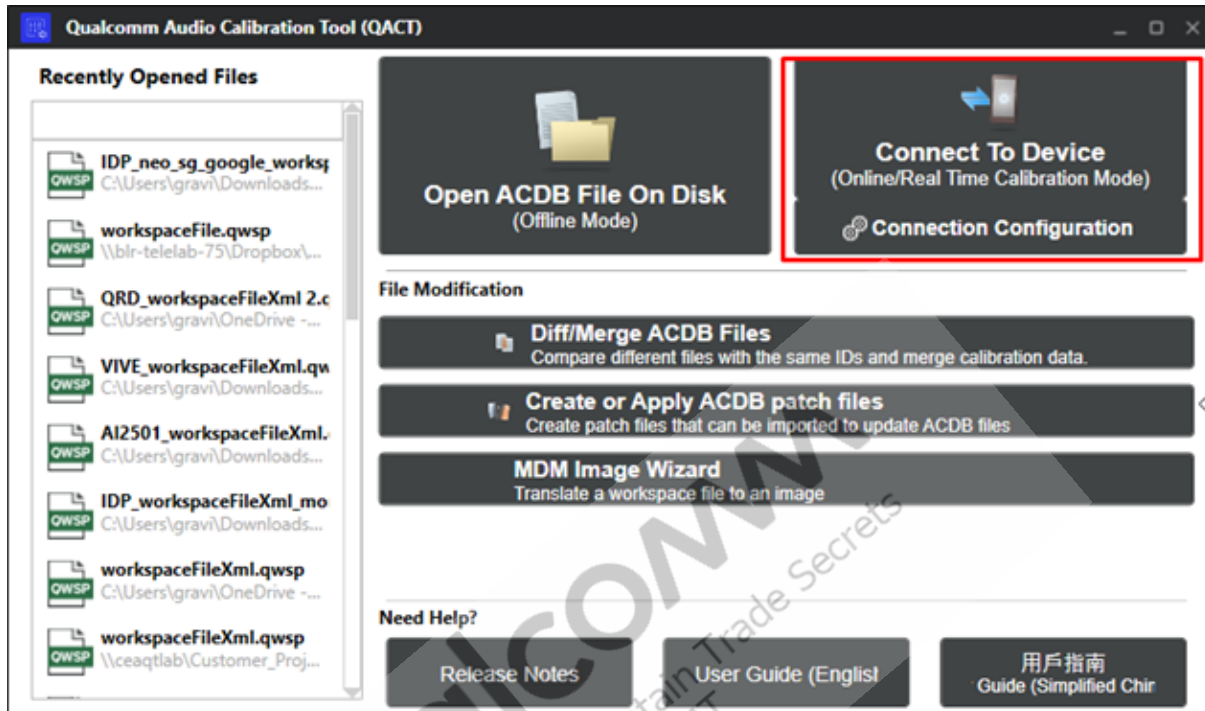 Qualcomm Audio Calibration Tool (QACT)
Recently Opened Files
IDP_neo_sg_google_worksp
C:\Users\gravi\Downloads...
workspaceFile.qwsp
\\blr-telelab-75\Dropbox\...
QRD_workspaceFileXml 2.q
C:\Users\gravi\OneDrive -...
VIVE_workspaceFileXml.qw
C:\Users\gravi\Downloads...
AI2501_workspaceFileXml.
C:\Users\gravi\Downloads...
IDP_workspaceFileXml_mo
C:\Users\gravi\Downloads...
workspaceFileXml.qwsp
C:\Users\gravi\OneDrive -...
workspaceFileXml.qwsp
\\ceaqtlab\Customer_Proj...
QWSP
QWSP
QWSP
QWSP
QWSP
QWSP
QWSP
QWSP
Open ACDB File On Disk
(Offline Mode)
Connect To Device
(Online/Real Time Calibration Mode)
Connection Configuration
File Modification
Diff/Merge ACDB Files
Compare different files with the same IDs and merge calibration data.
Create or Apply ACDB patch files
Create patch files that can be imported to update ACDB files
MDM Image Wizard
Translate a workspace file to an image
Need Help?
Release Notes
User Guide (English
用戶指南
Guide (Simplified Chin
alcomm
tain Trade Secrets